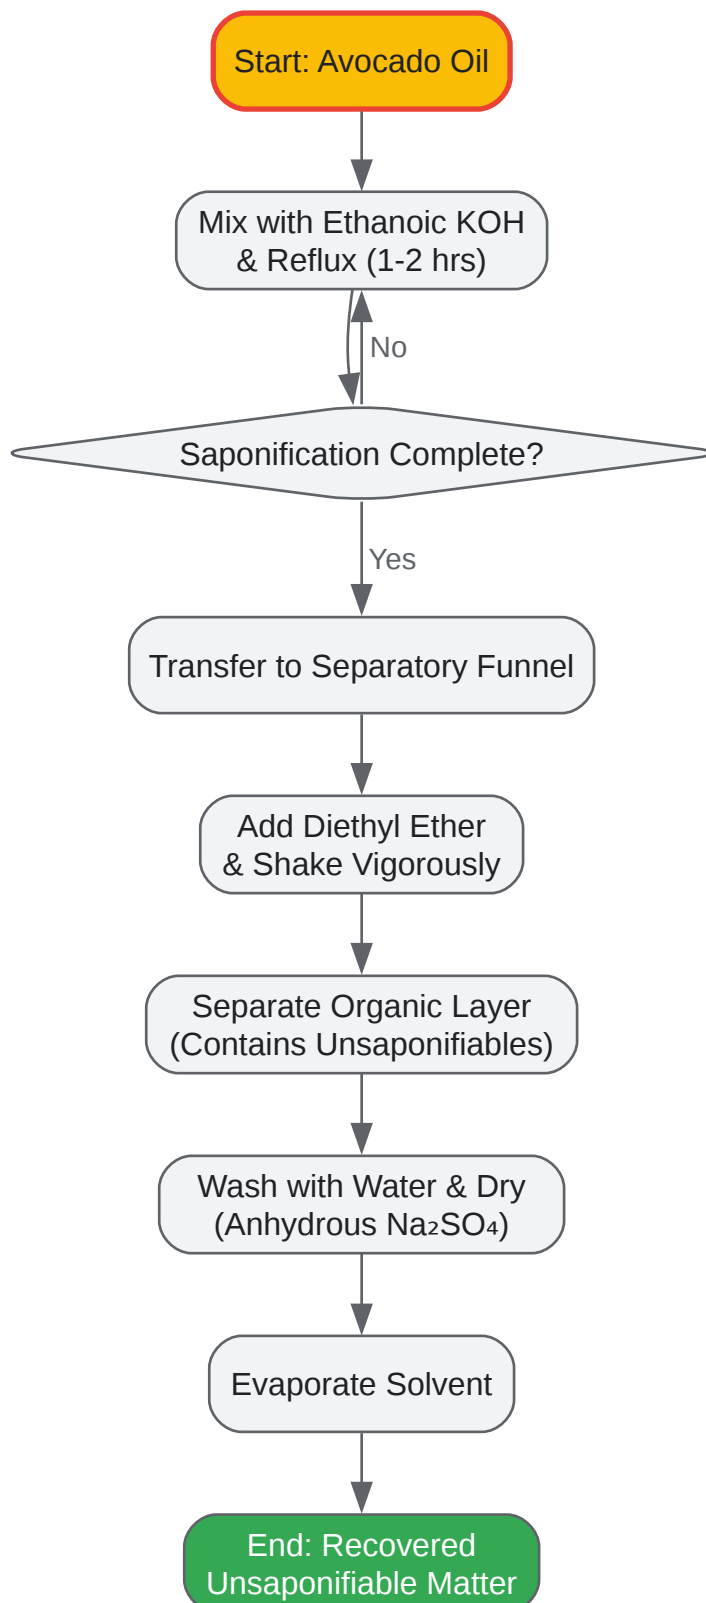 Start: Avocado Oil
Mix with Ethanoic KOH
& Reflux (1-2 hrs)
No
Saponification Complete?
Yes
Transfer to Separatory Funnel
Add Diethyl Ether
& Shake Vigorously
Separate Organic Layer
(Contains Unsaponifiables)
Wash with Water & Dry
(Anhydrous Na₂SO₄)
Evaporate Solvent
End: Recovered
Unsaponifiable Matter